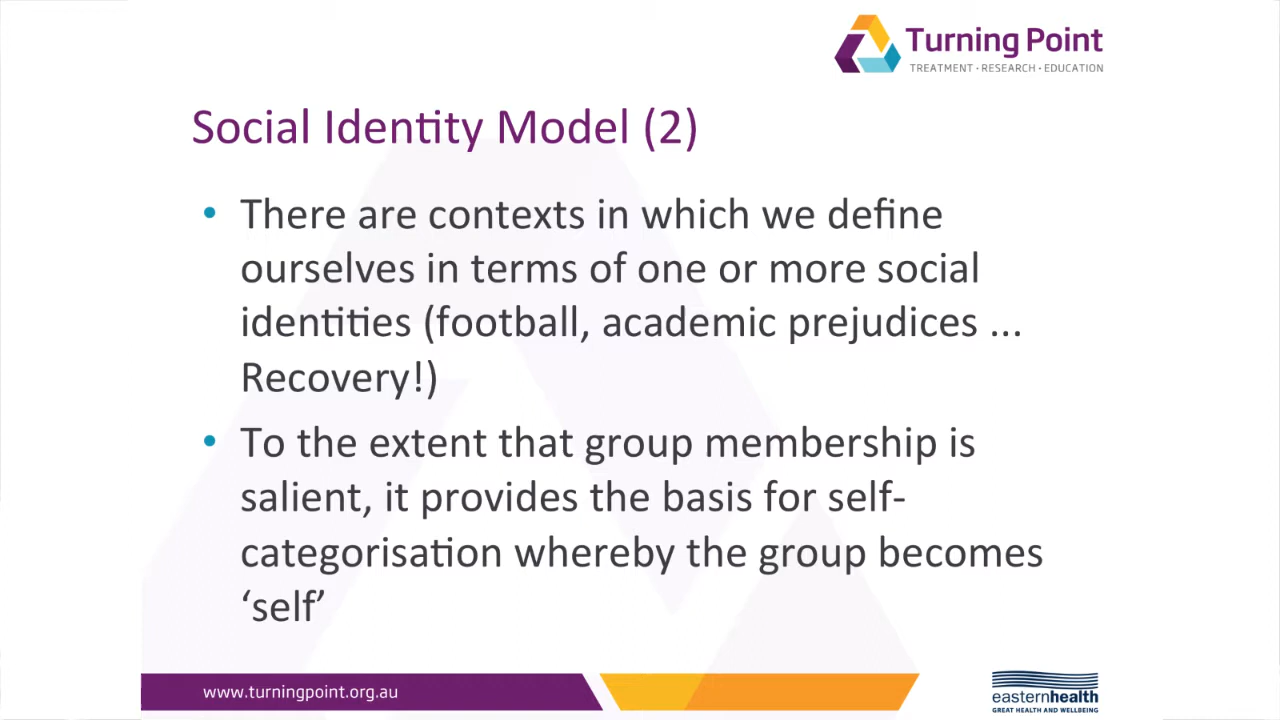 Turning Point
TREATMENT · RESEARCH · EDUCATION
Social Identity Model (2)
• There are contexts in which we define
ourselves in terms of one or more social
identities (football, academic prejudices ...
Recovery!)
• To the extent that group membership is
salient, it provides the basis for self-
categorisation whereby the group becomes
‘self’
www.turningpoint.org.au
easternhealth
GREAT HEALTH AND WELLBEING